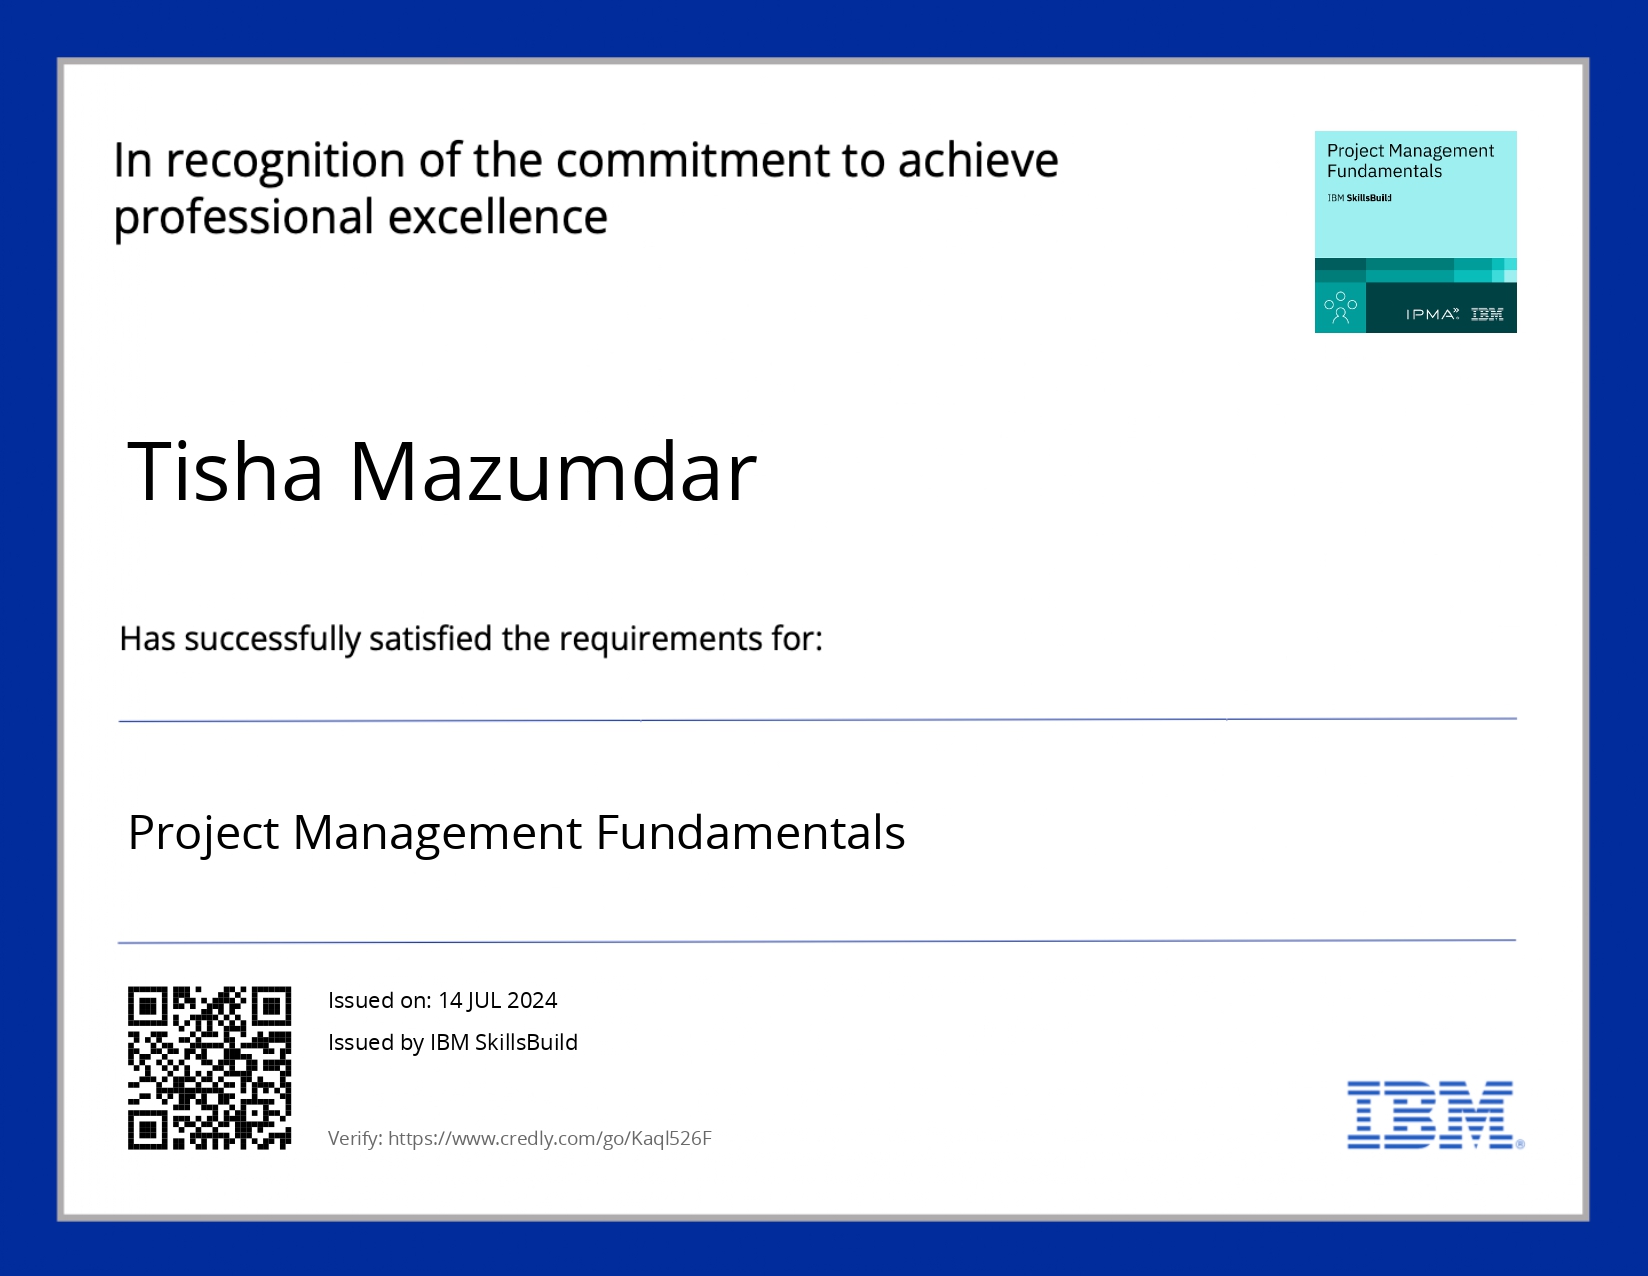 In recognition of the commitment to achieve
professional excellence
Project Management
Fundamentals
IBM SkillsBuild
IPMA
IBM
Tisha Mazumdar
Has successfully satisfied the requirements for:
Project Management Fundamentals
Issued on: 14 JUL 2024
Issued by IBM SkillsBuild
Verify: https://www.credly.com/go/Kaql526F
IBM®